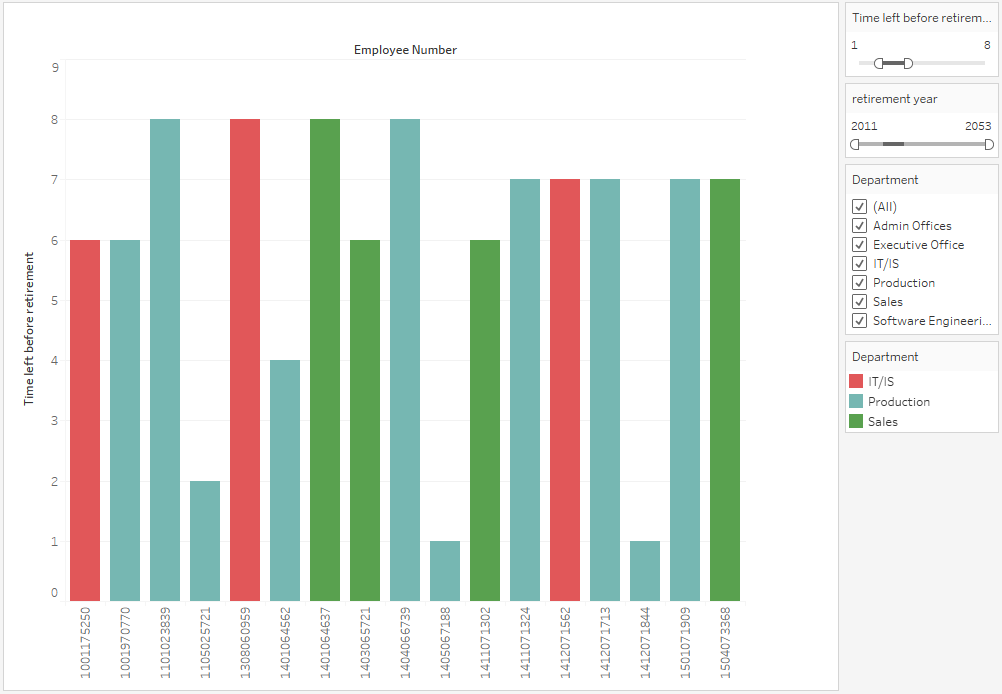 Employee Number
Time left before retirement
9
8
7
6
5
4
3
2
1
0
1001175250
1001970770
1101023839
1105025721
1308060959
1401064562
1401064637
1403065721
1404066739
1405067188
1411071302
1411071324
1412071562
1412071713
1412071844
1501071909
1504073368
Time left before retirem...
1 8
retirement year
2011 2053
Department
(All)
Admin Offices
Executive Office
IT/IS
Production
Sales
Software Engineeri...
Department
IT/IS
Production
Sales